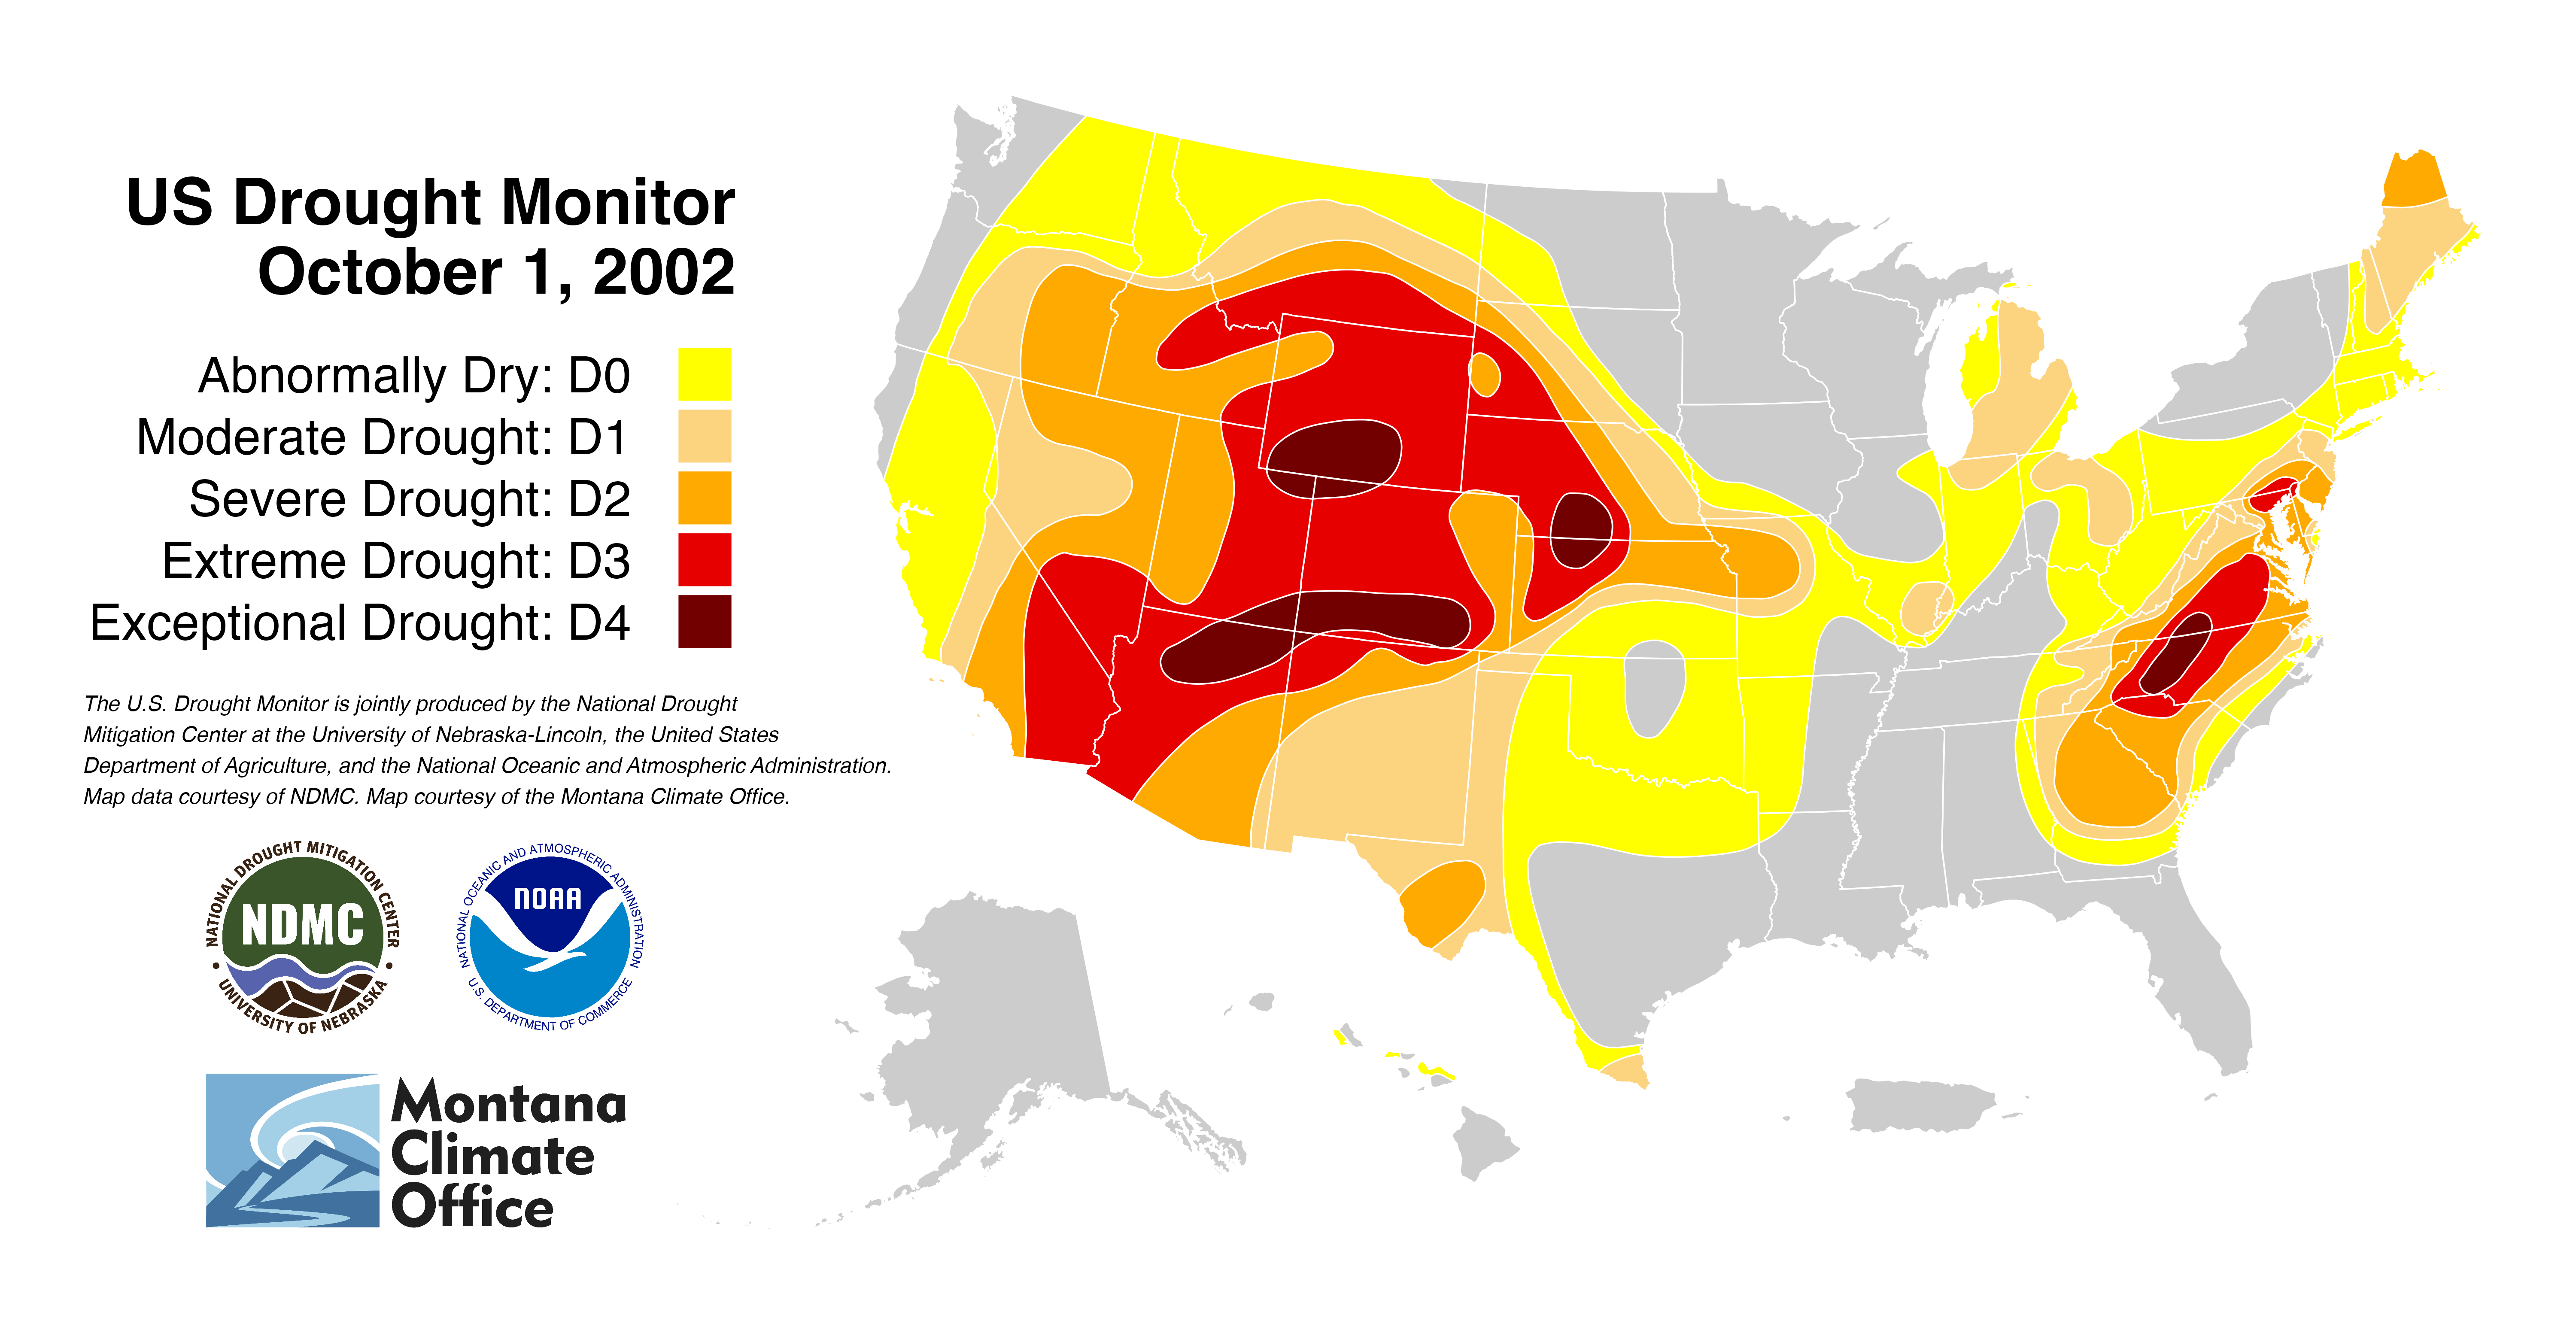 US Drought Monitor
October 1, 2002
Abnormally Dry: D0
Moderate Drought: D1
Severe Drought: D2
Extreme Drought: D3
Exceptional Drought: D4
The U.S. Drought Monitor is jointly produced by the National Drought
Mitigation Center at the University of Nebraska-Lincoln, the United States
Department of Agriculture, and the National Oceanic and Atmospheric Administration.
Map data courtesy of NDMC. Map courtesy of the Montana Climate Office.
NATIONAL DROUGHT MITIGATION CENTER
NDMC
• UNIVERSITY OF NEBRASKA •
NATIONAL OCEANIC AND ATMOSPHERIC ADMINISTRATION
NOAA
U.S. DEPARTMENT OF COMMERCE
Montana
Climate
Office